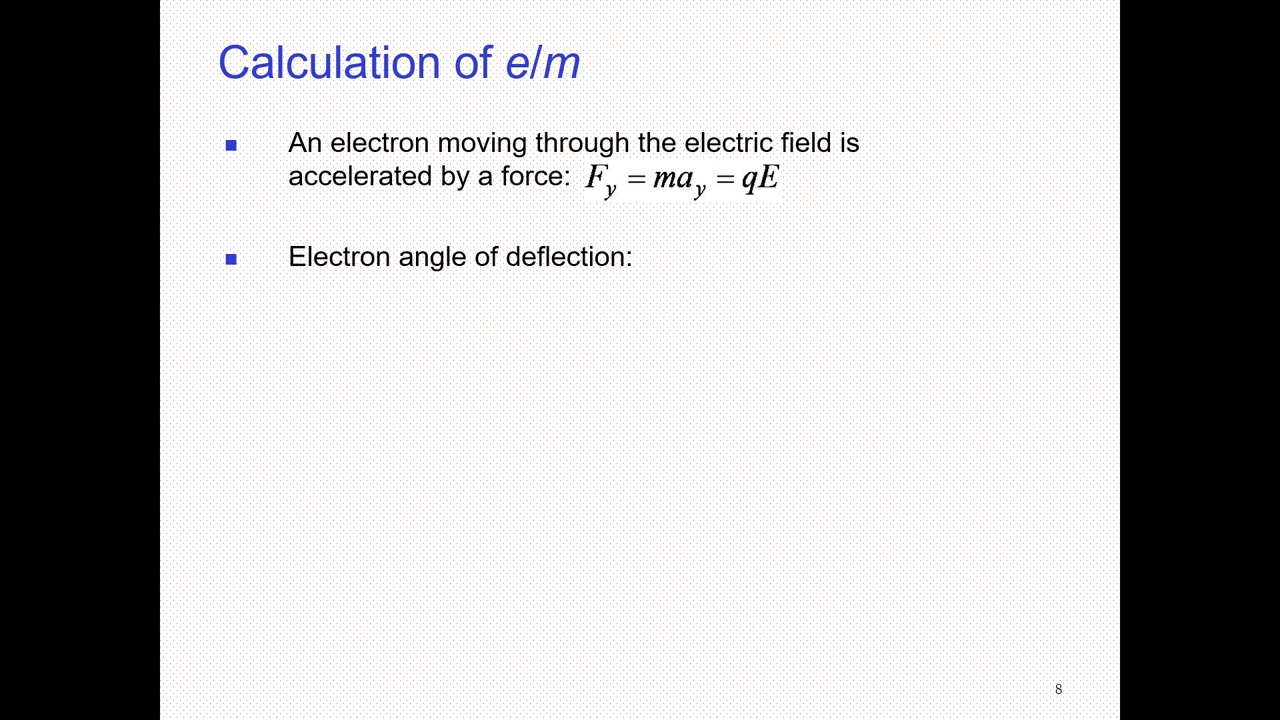 Calculation of e/m
■ An electron moving through the electric field is
accelerated by a force: F_y = ma_y = qE
■ Electron angle of deflection:
8